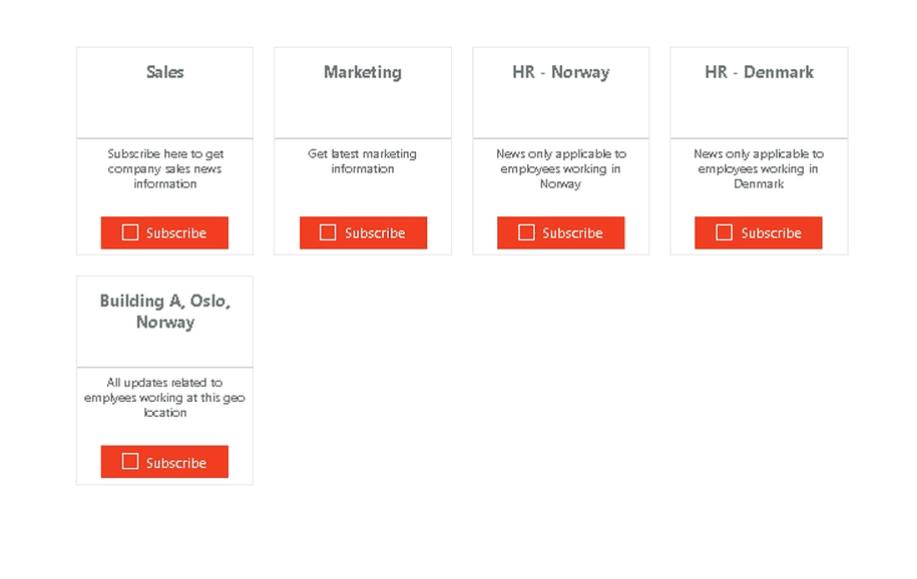 Sales
Subscribe here to get
company sales news
information
Subscribe
Marketing
Get latest marketing
information
Subscribe
HR - Norway
News only applicable to
employees working in
Norway
Subscribe
HR - Denmark
News only applicable to
employees working in
Denmark
Subscribe
Building A, Oslo,
Norway
All updates related to
emplyees working at this geo
location
Subscribe